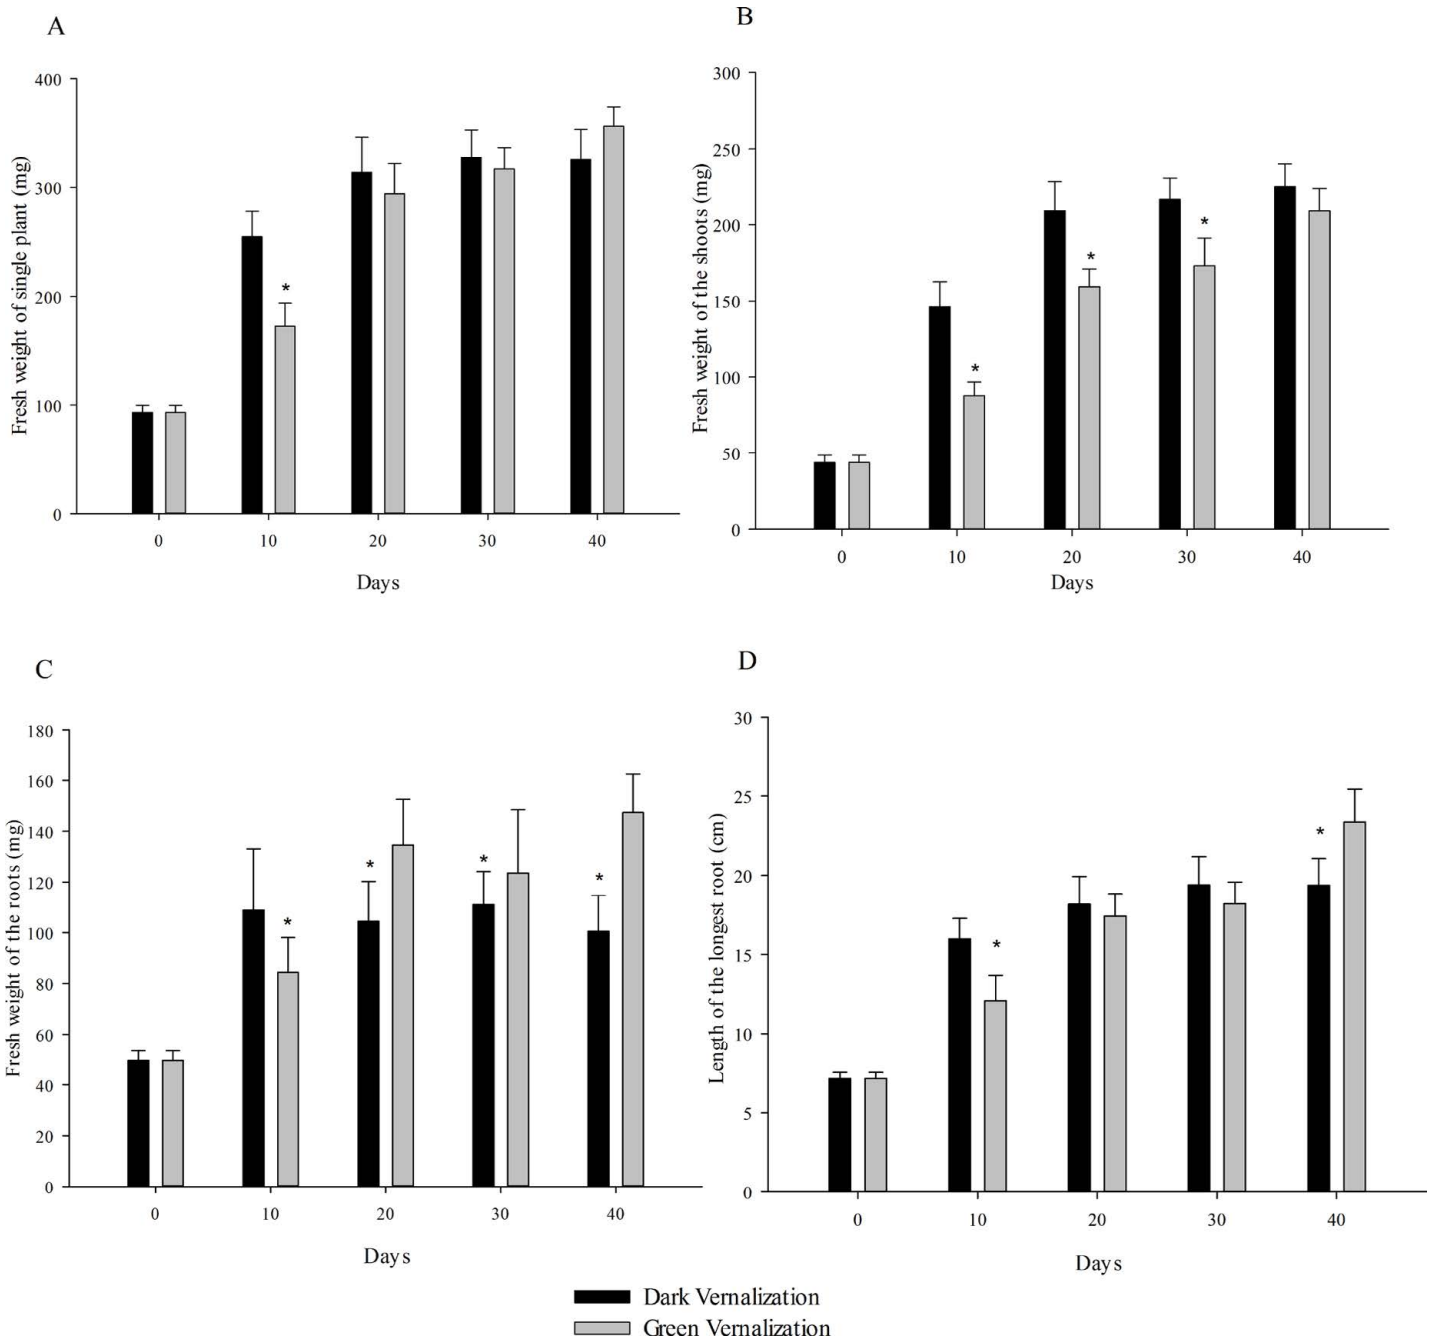 A
Fresh weight of single plant (mg)
400
300
200
100
0
*
0 10 20 30 40
Days
B
Fresh weight of the shoots (mg)
300
250
200
150
100
50
0
*
*
*
0 10 20 30 40
Days
C
Fresh weight of the roots (mg)
180
160
140
120
100
80
60
40
20
0
*
*
*
*
0 10 20 30 40
Days
D
Length of the longest root (cm)
30
25
20
15
10
5
0
*
*
0 10 20 30 40
Days
Dark Vernalization
Green Vernalization